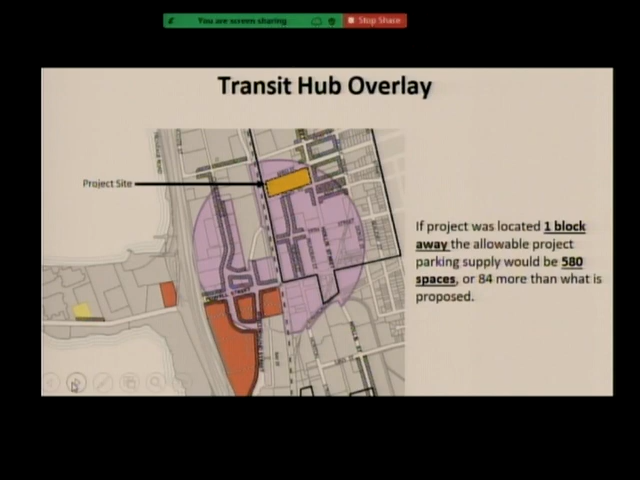 You are screen sharing
Stop Share
Transit Hub Overlay
Project Site
If project was located 1 block
away the allowable project
parking supply would be 580
spaces, or 84 more than what is
proposed.